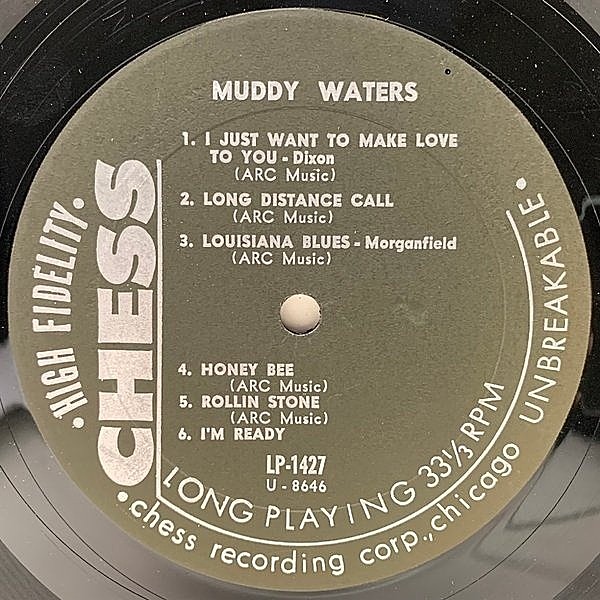 MUDDY WATERS
1. I JUST WANT TO MAKE LOVE
TO YOU - Dixon
(ARC Music)
2. LONG DISTANCE CALL
(ARC Music)
3. LOUISIANA BLUES - Morganfield
(ARC Music)
4. HONEY BEE
(ARC Music)
5. ROLLIN STONE
(ARC Music)
6. I'M READY
LP-1427
U - 8646
CHESS
• HIGH FIDELITY •
LONG PLAYING 33⅓ RPM
• chess recording corp., chicago UNBREAKABLE •